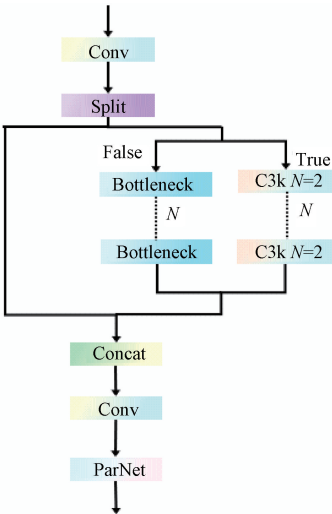 Conv
Split
False
True
Bottleneck
C3k N=2
N
N
Bottleneck
C3k N=2
Concat
Conv
ParNet